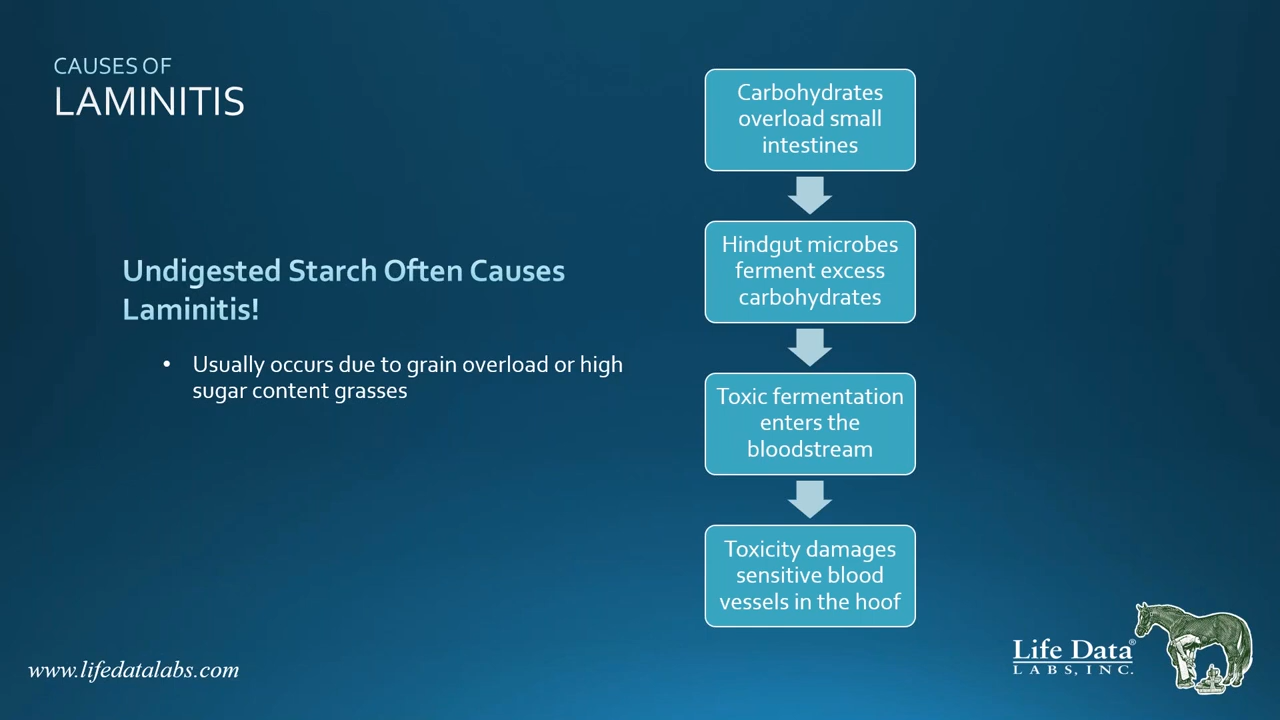 CAUSES OF
LAMINITIS
Undigested Starch Often Causes
Laminitis!
• Usually occurs due to grain overload or high
sugar content grasses
Carbohydrates
overload small
intestines
Hindgut microbes
ferment excess
carbohydrates
Toxic fermentation
enters the
bloodstream
Toxicity damages
sensitive blood
vessels in the hoof
www.lifedatalabs.com
Life Data®
LABS, INC.